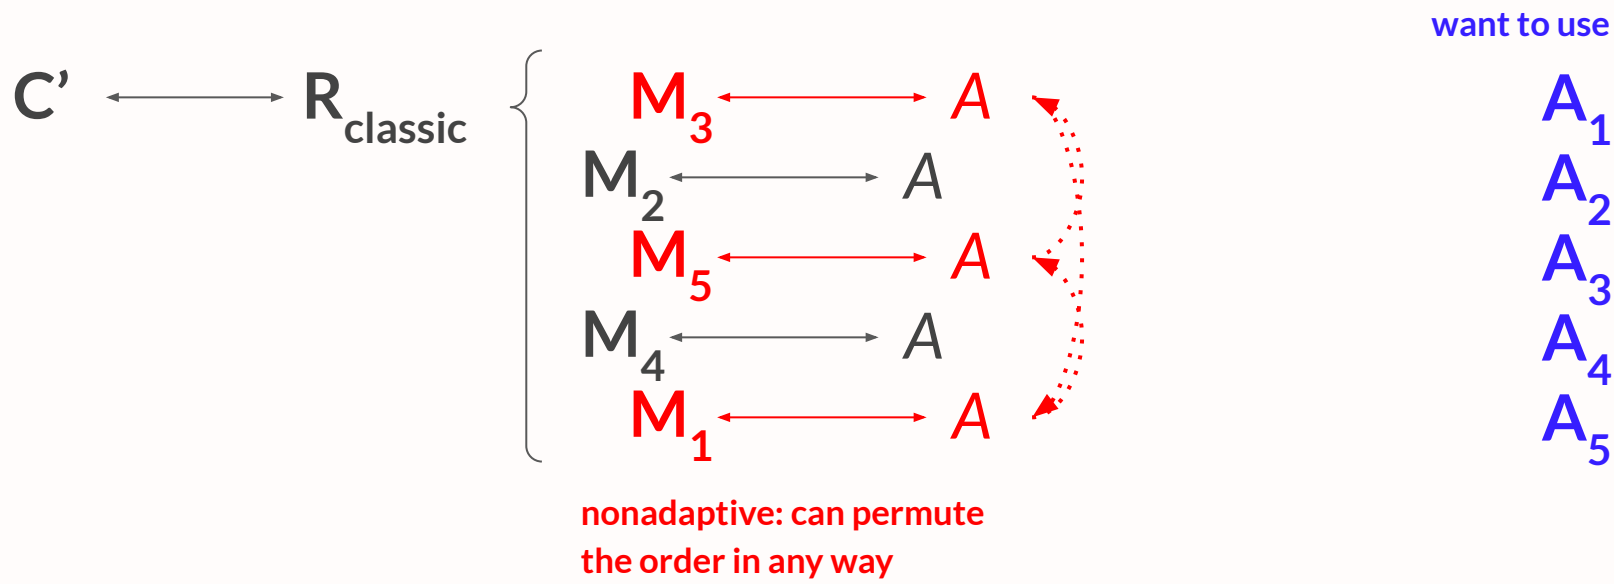 want to use
C’ R classic M3 A A1
M2 A A2
M5 A A3
M4 A A4
M1 A A5
nonadaptive: can permute
the order in any way